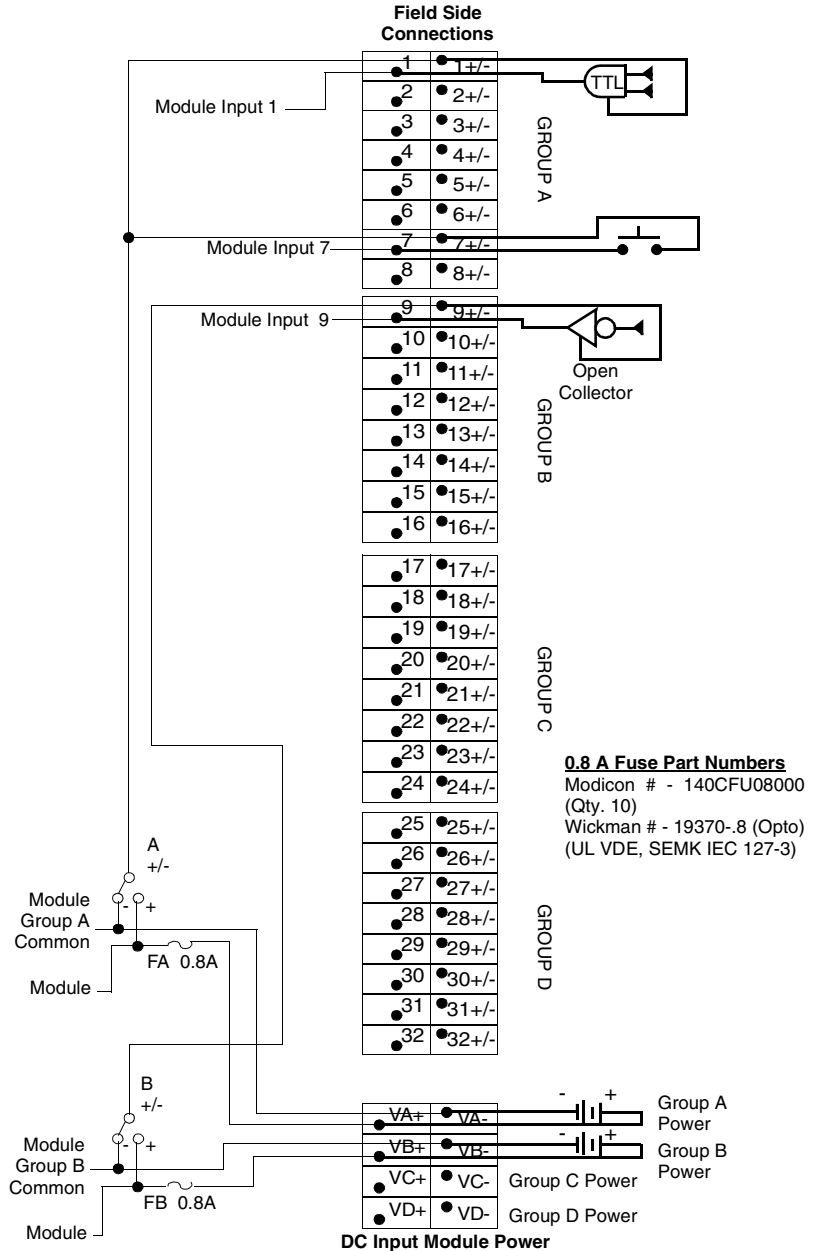 Field Side
Connections
1 1+/-
TTL
Module Input 1
2 2+/-
3 3+/-
4 4+/-
5 5+/-
6 6+/-
GROUP A
Module Input 7
7 7+/-
8 8+/-
Module Input 9
9 9+/-
10 10+/-
11 11+/-
Open
Collector
12 12+/-
13 13+/-
14 14+/-
15 15+/-
16 16+/-
GROUP B
17 17+/-
18 18+/-
19 19+/-
20 20+/-
21 21+/-
22 22+/-
23 23+/-
24 24+/-
GROUP C
0.8 A Fuse Part Numbers
Modicon # - 140CFU08000
(Qty. 10)
Wickman # - 19370-.8 (Opto)
(UL VDE, SEMK IEC 127-3)
25 25+/-
26 26+/-
27 27+/-
28 28+/-
29 29+/-
30 30+/-
31 31+/-
32 32+/-
GROUP D
A
+/-
Module
Group A
Common
- +
FA 0.8A
Module
B
+/-
Module
Group B
Common
- +
FB 0.8A
Module
VA+ VA-
- +
Group A
Power
VB+ VB-
- +
Group B
Power
VC+ VC- Group C Power
VD+ VD- Group D Power
DC Input Module Power